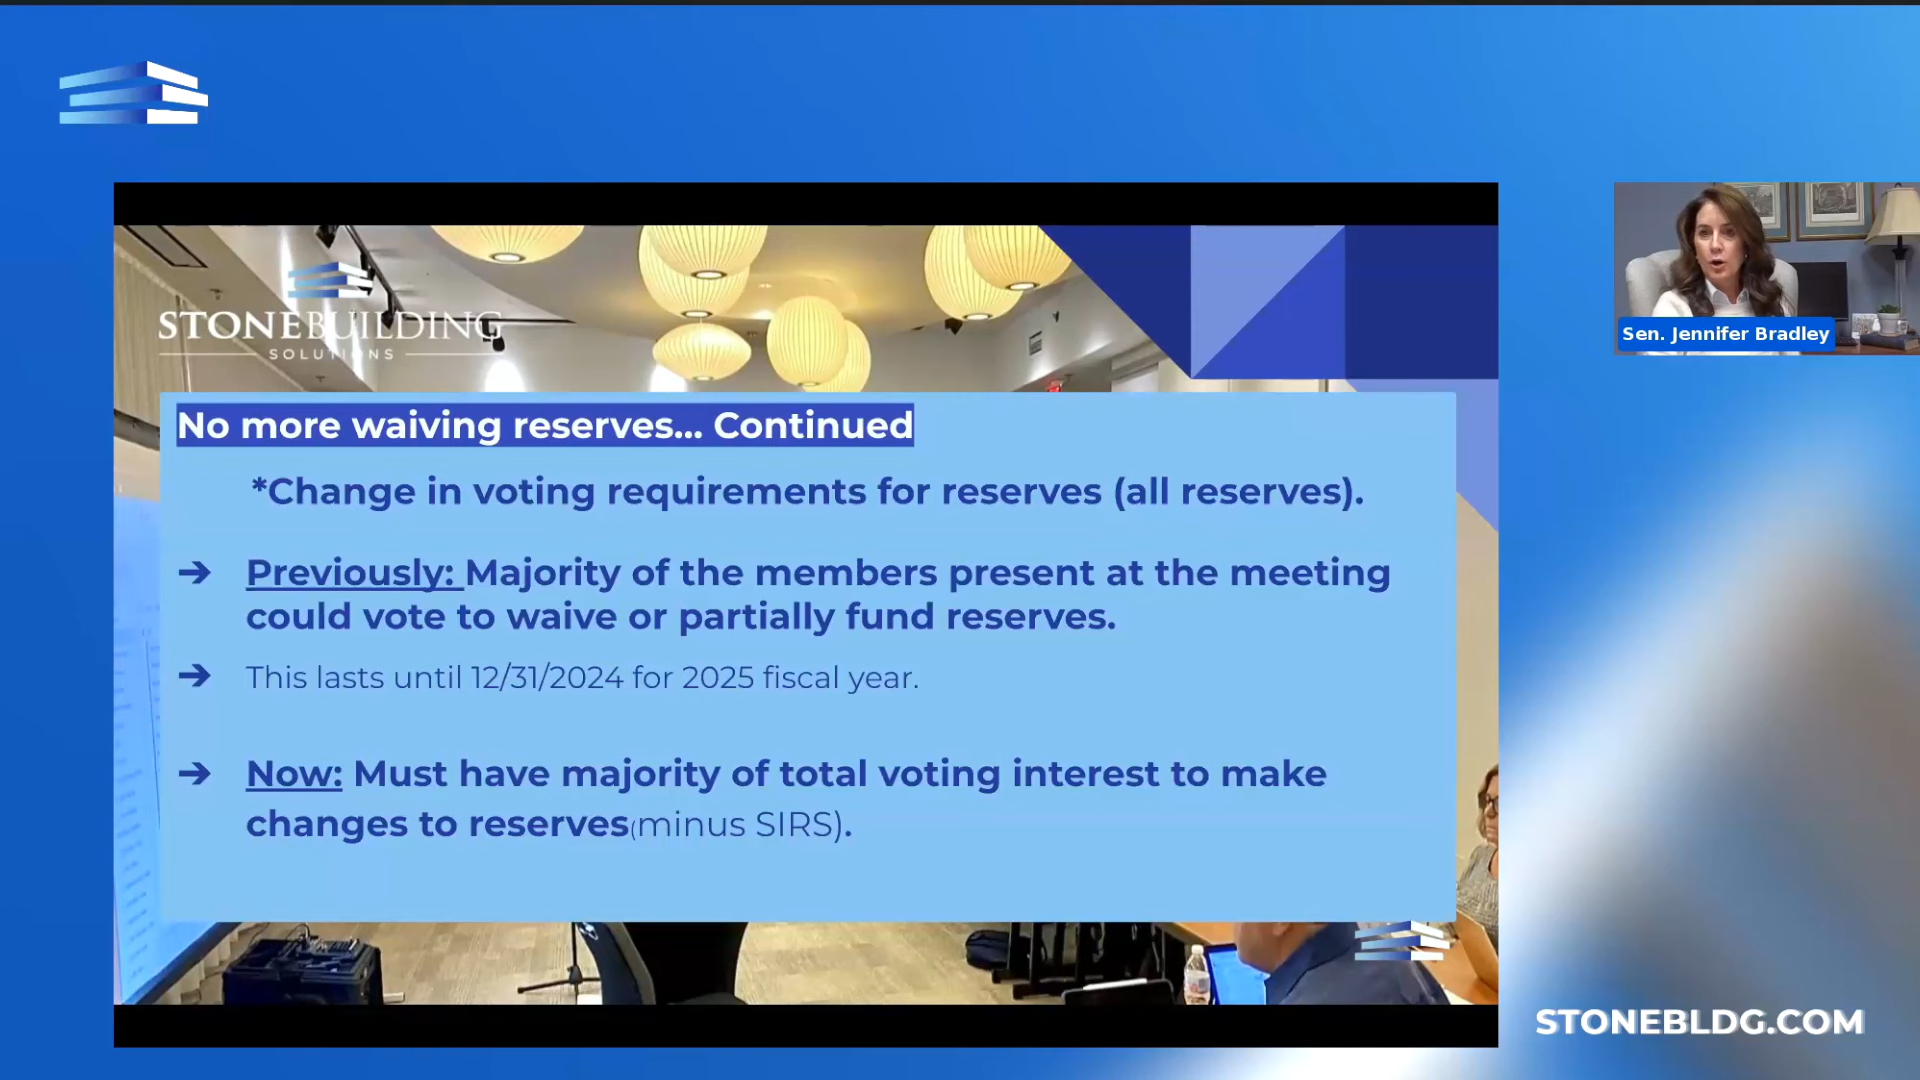 STONEBUILDING
SOLUTIONS
No more waiving reserves... Continued
*Change in voting requirements for reserves (all reserves).
➔ Previously: Majority of the members present at the meeting
could vote to waive or partially fund reserves.
➔ This lasts until 12/31/2024 for 2025 fiscal year.
➔ Now: Must have majority of total voting interest to make
changes to reserves(minus SIRS).
Sen. Jennifer Bradley
STONEBLDG.COM